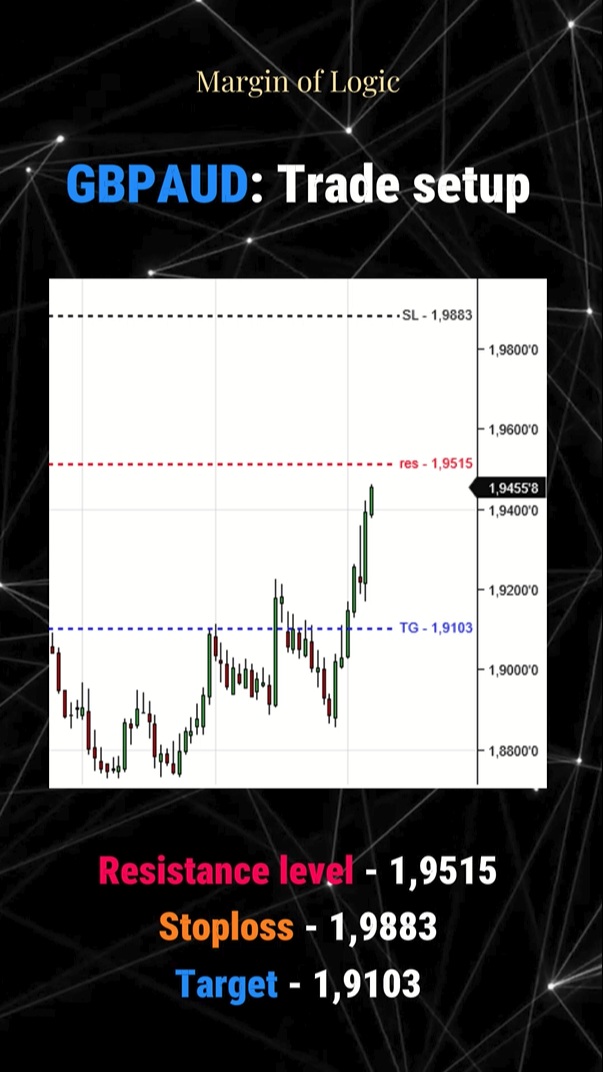 Margin of Logic
GBPAUD: Trade setup
SL - 1,9883
1,9800'0
1,9600'0
res - 1,9515
1,9455'8
1,9400'0
1,9200'0
TG - 1,9103
1,9000'0
1,8800'0
Resistance level - 1,9515
Stoploss - 1,9883
Target - 1,9103